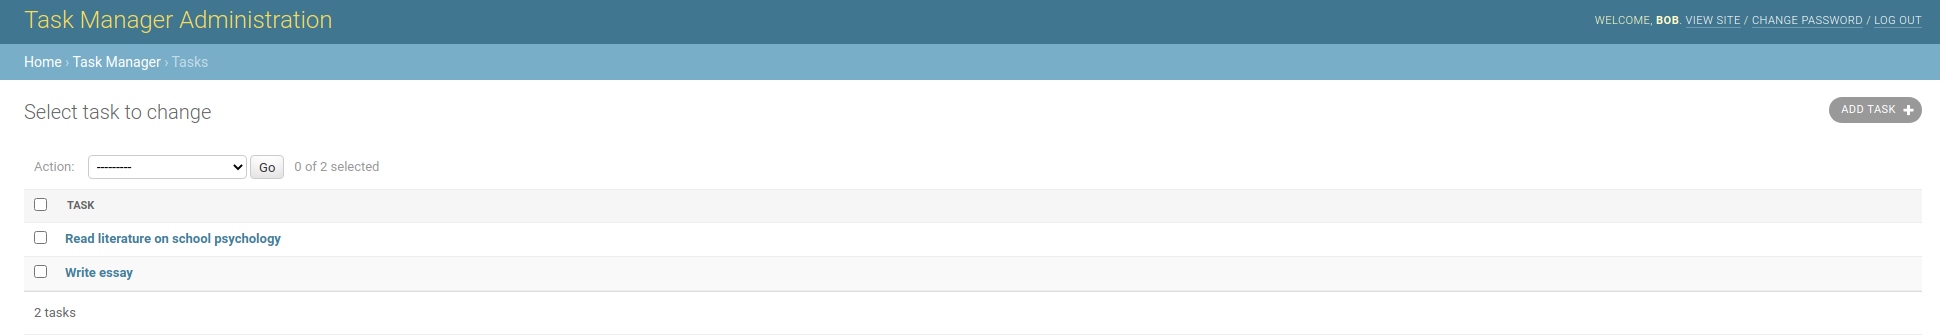 Task Manager Administration
WELCOME, BOB. VIEW SITE / CHANGE PASSWORD / LOG OUT
Home › Task Manager › Tasks
Select task to change
ADD TASK +
Action: --------- Go 0 of 2 selected
TASK
Read literature on school psychology
Write essay
2 tasks